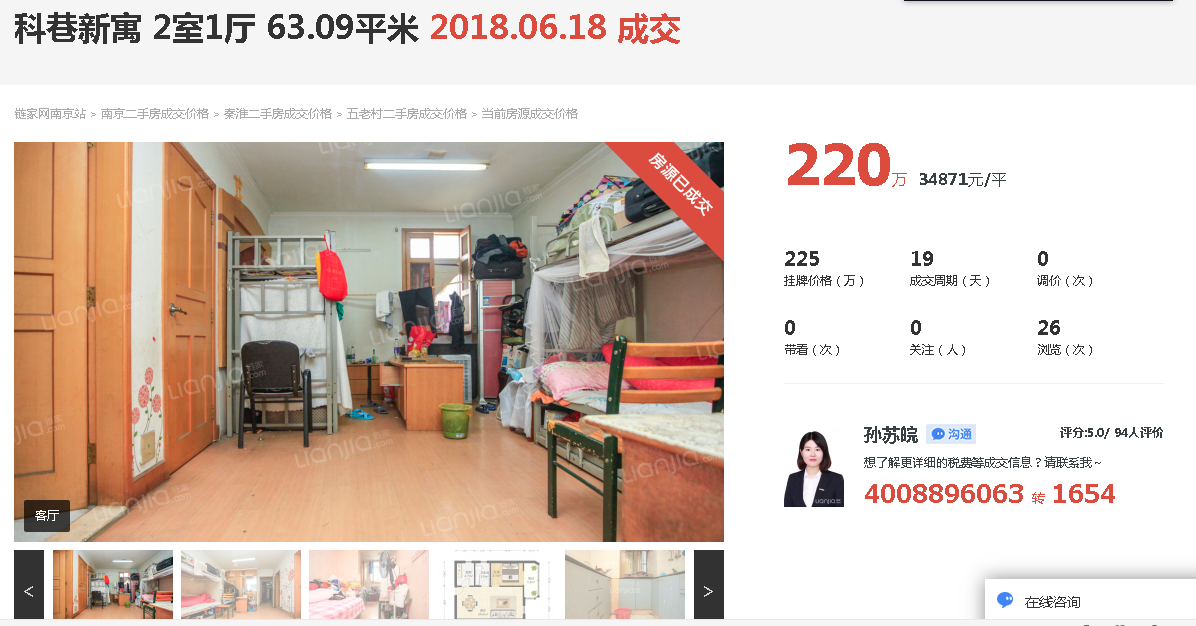 科巷新寓 2室1厅 63.09平米 2018.06.18 成交
链家网南京站 > 南京二手房成交价格 > 秦淮二手房成交价格 > 五老村二手房成交价格 > 当前房源成交价格
房源已成交
220万 34871元/平
225 19 0
挂牌价格（万） 成交周期（天） 调价（次）
0 0 26
带看（次） 关注（人） 浏览（次）
孙苏皖 沟通 评分:5.0/ 94人评价
想了解更详细的税费等成交信息？请联系我~
4008896063 转 1654
客厅
< >
在线咨询
lianjia 链家.com